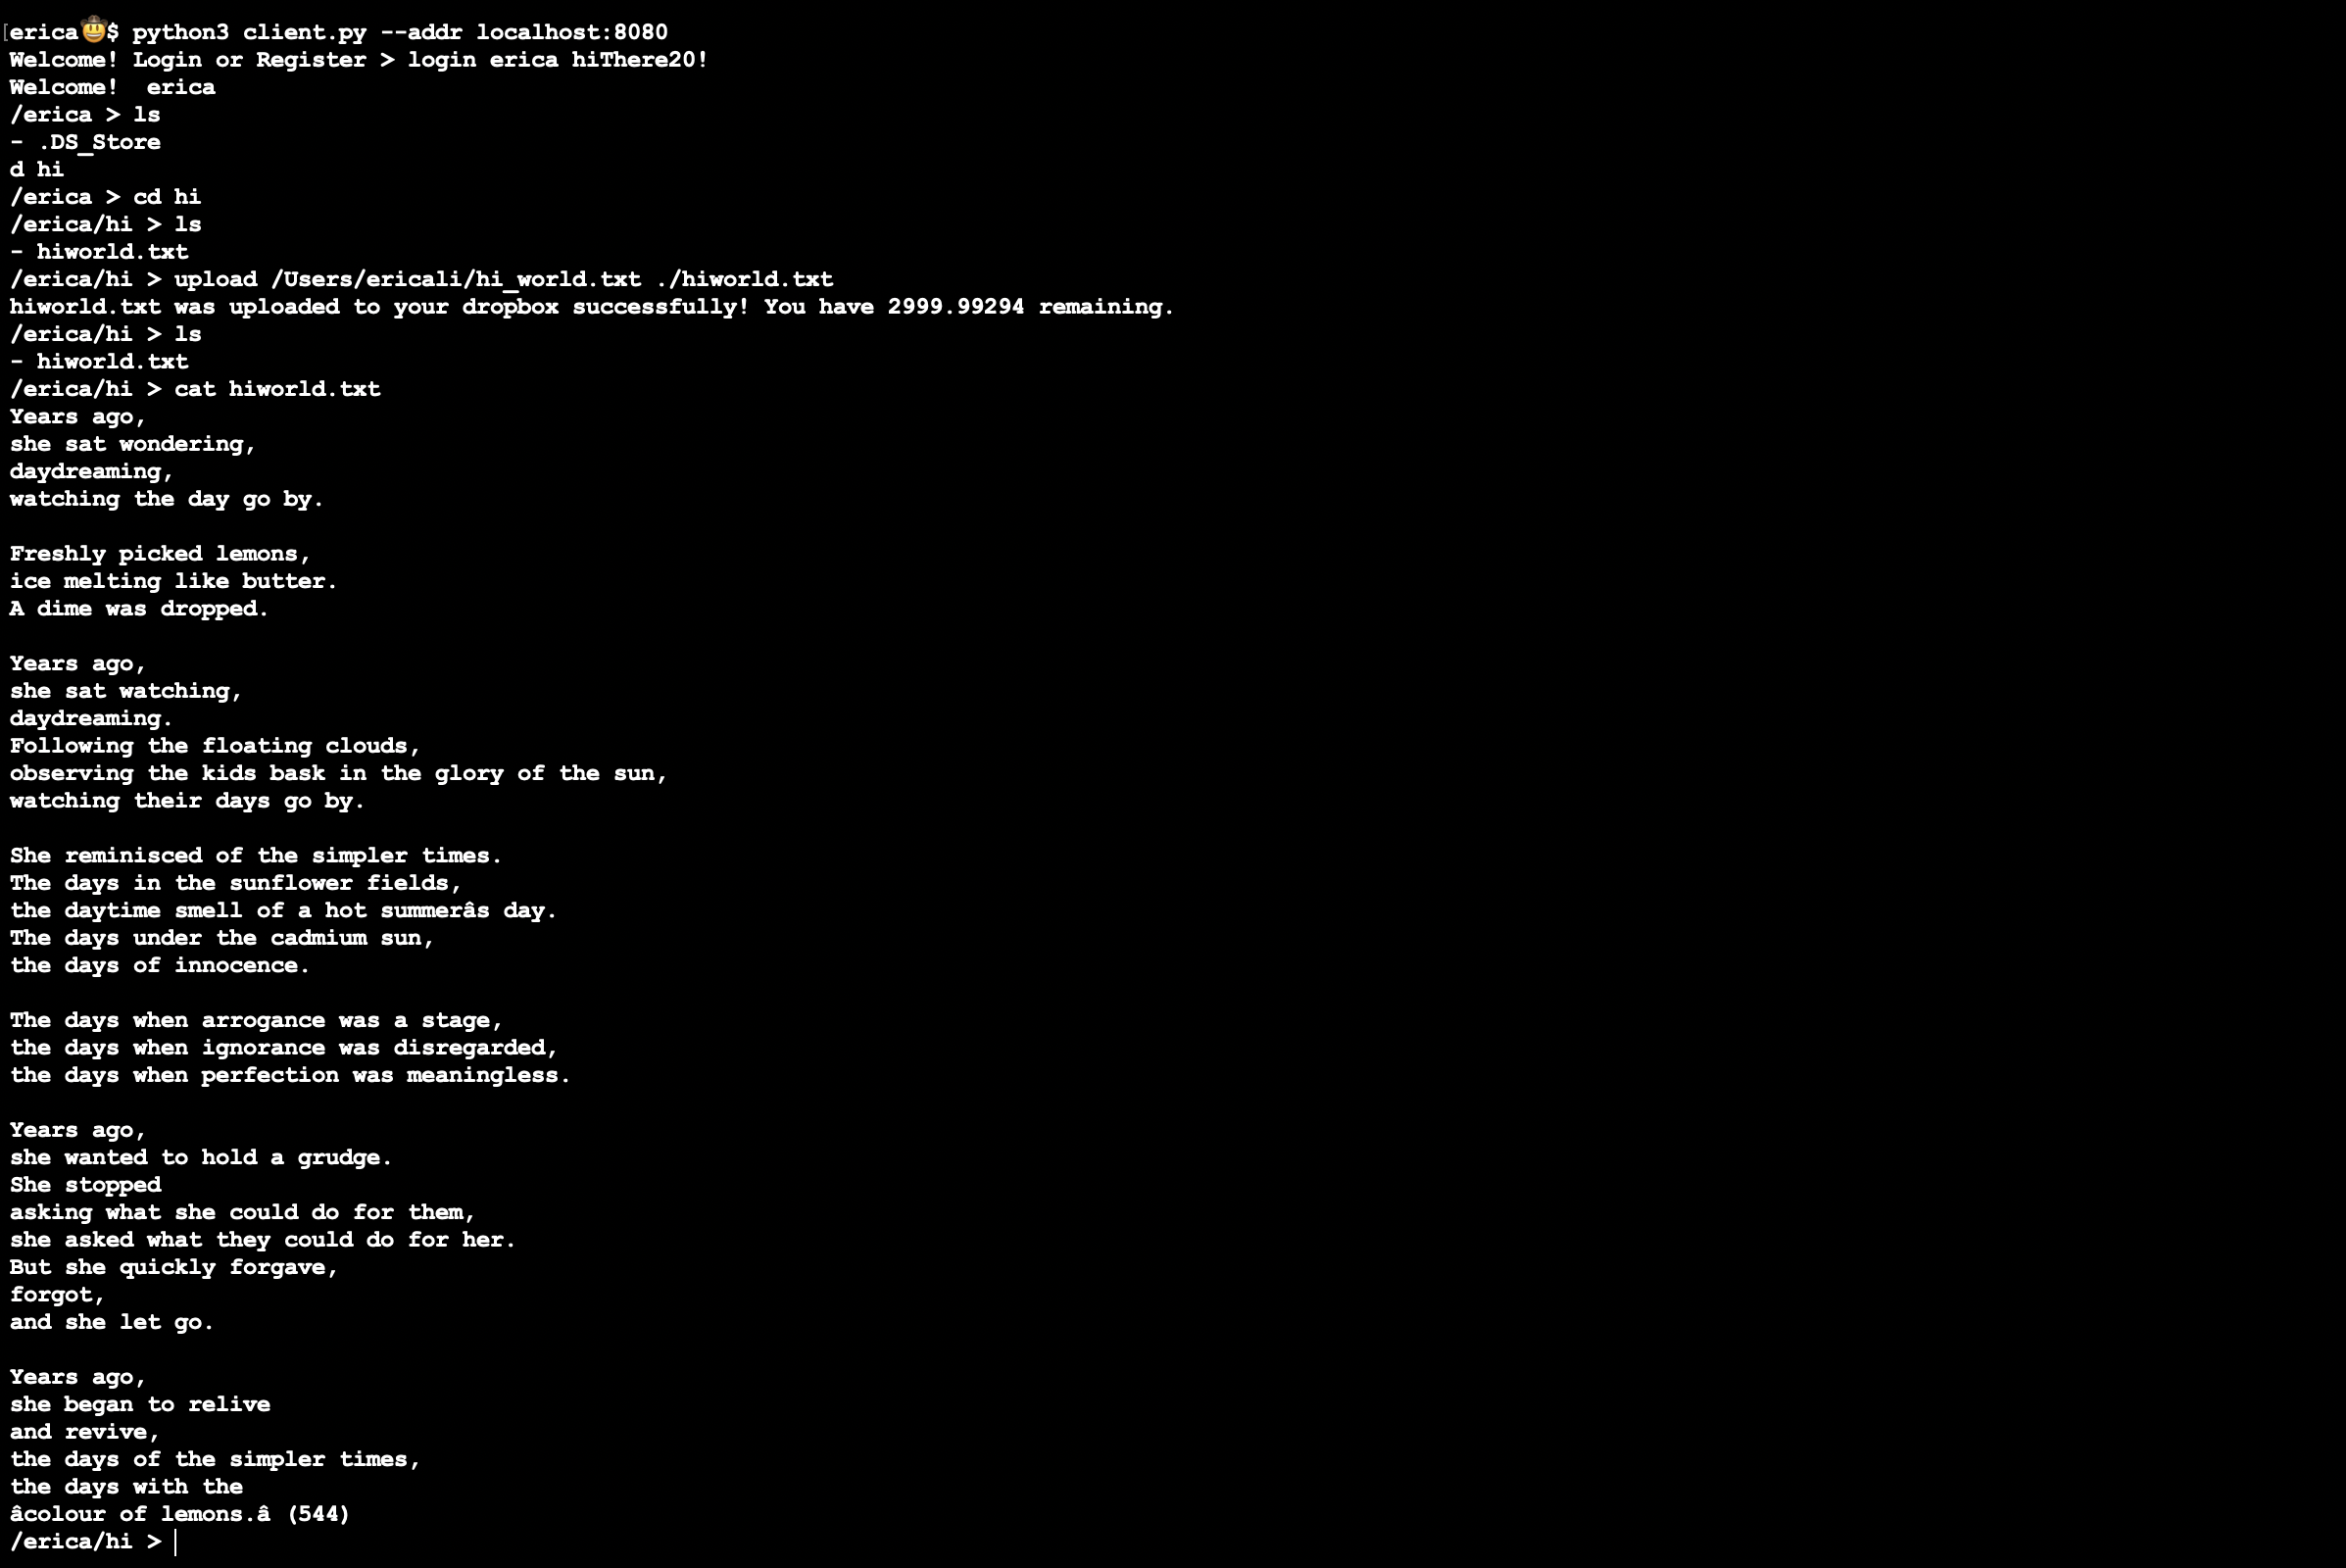 [erica🤠$ python3 client.py --addr localhost:8080
Welcome! Login or Register > login erica hiThere20!
Welcome!  erica
/erica > ls
- .DS_Store
d hi
/erica > cd hi
/erica/hi > ls
- hiworld.txt
/erica/hi > upload /Users/ericali/hi_world.txt ./hiworld.txt
hiworld.txt was uploaded to your dropbox successfully! You have 2999.99294 remaining.
/erica/hi > ls
- hiworld.txt
/erica/hi > cat hiworld.txt
Years ago,
she sat wondering,
daydreaming,
watching the day go by.

Freshly picked lemons,
ice melting like butter.
A dime was dropped.

Years ago,
she sat watching,
daydreaming.
Following the floating clouds,
observing the kids bask in the glory of the sun,
watching their days go by.

She reminisced of the simpler times.
The days in the sunflower fields,
the daytime smell of a hot summerâs day.
The days under the cadmium sun,
the days of innocence.

The days when arrogance was a stage,
the days when ignorance was disregarded,
the days when perfection was meaningless.

Years ago,
she wanted to hold a grudge.
She stopped
asking what she could do for them,
she asked what they could do for her.
But she quickly forgave,
forgot,
and she let go.

Years ago,
she began to relive
and revive,
the days of the simpler times,
the days with the
âcolour of lemons.â (544)
/erica/hi >